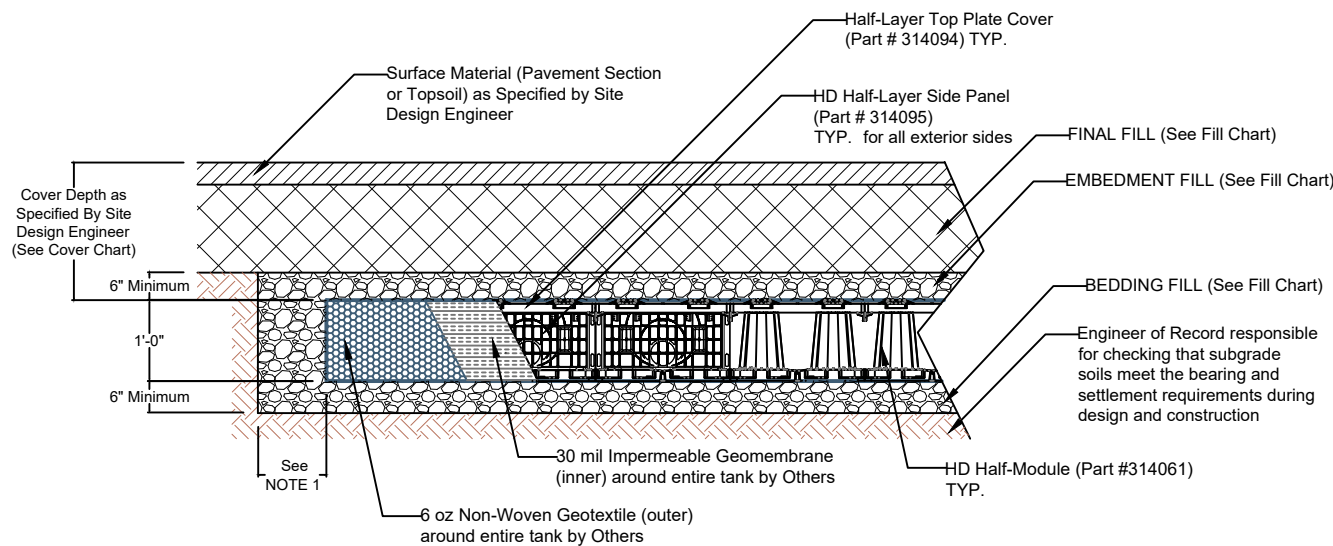 Half-Layer Top Plate Cover
(Part # 314094) TYP.
Surface Material (Pavement Section
or Topsoil) as Specified by Site
Design Engineer
HD Half-Layer Side Panel
(Part # 314095)
TYP. for all exterior sides
FINAL FILL (See Fill Chart)
EMBEDMENT FILL (See Fill Chart)
Cover Depth as
Specified By Site
Design Engineer
(See Cover Chart)
6" Minimum
1'-0"
6" Minimum
BEDDING FILL (See Fill Chart)
Engineer of Record responsible
for checking that subgrade
soils meet the bearing and
settlement requirements during
design and construction
See
NOTE 1
30 mil Impermeable Geomembrane
(inner) around entire tank by Others
HD Half-Module (Part #314061)
TYP.
6 oz Non-Woven Geotextile (outer)
around entire tank by Others